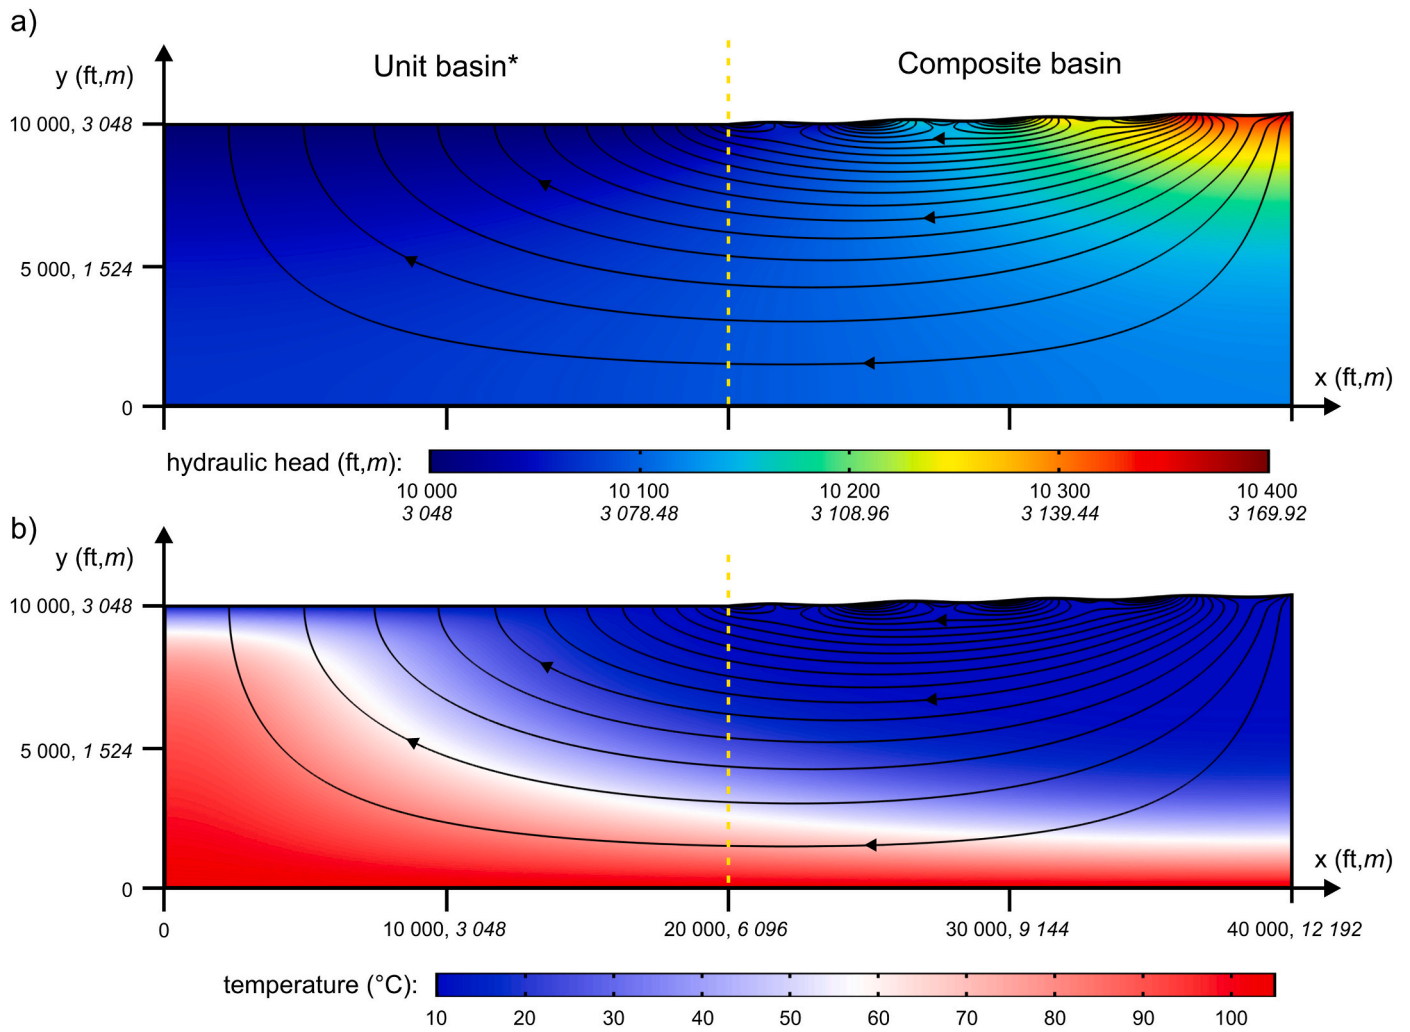 a)
Unit basin*
Composite basin
y (ft,m)
10 000, 3 048
5 000, 1 524
0
x (ft,m)
hydraulic head (ft,m):
10 000 10 100 10 200 10 300 10 400
3 048 3 078.48 3 108.96 3 139.44 3 169.92
b)
y (ft,m)
10 000, 3 048
5 000, 1 524
0
x (ft,m)
0 10 000, 3 048 20 000, 6 096 30 000, 9 144 40 000, 12 192
temperature (°C):
10 20 30 40 50 60 70 80 90 100